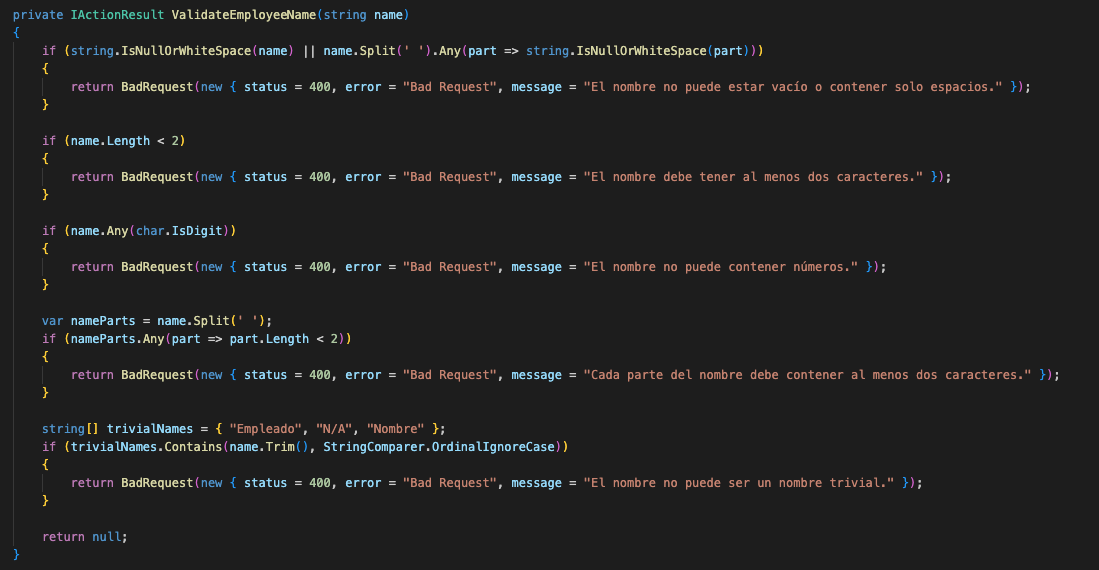 private IActionResult ValidateEmployeeName(string name)
{
if (string.IsNullOrWhiteSpace(name) || name.Split(' ').Any(part => string.IsNullOrWhiteSpace(part)))
{
return BadRequest(new { status = 400, error = "Bad Request", message = "El nombre no puede estar vacío o contener solo espacios." });
}
if (name.Length < 2)
{
return BadRequest(new { status = 400, error = "Bad Request", message = "El nombre debe tener al menos dos caracteres." });
}
if (name.Any(char.IsDigit))
{
return BadRequest(new { status = 400, error = "Bad Request", message = "El nombre no puede contener números." });
}
var nameParts = name.Split(' ');
if (nameParts.Any(part => part.Length < 2))
{
return BadRequest(new { status = 400, error = "Bad Request", message = "Cada parte del nombre debe contener al menos dos caracteres." });
}
string[] trivialNames = { "Empleado", "N/A", "Nombre" };
if (trivialNames.Contains(name.Trim(), StringComparer.OrdinalIgnoreCase))
{
return BadRequest(new { status = 400, error = "Bad Request", message = "El nombre no puede ser un nombre trivial." });
}
return null;
}